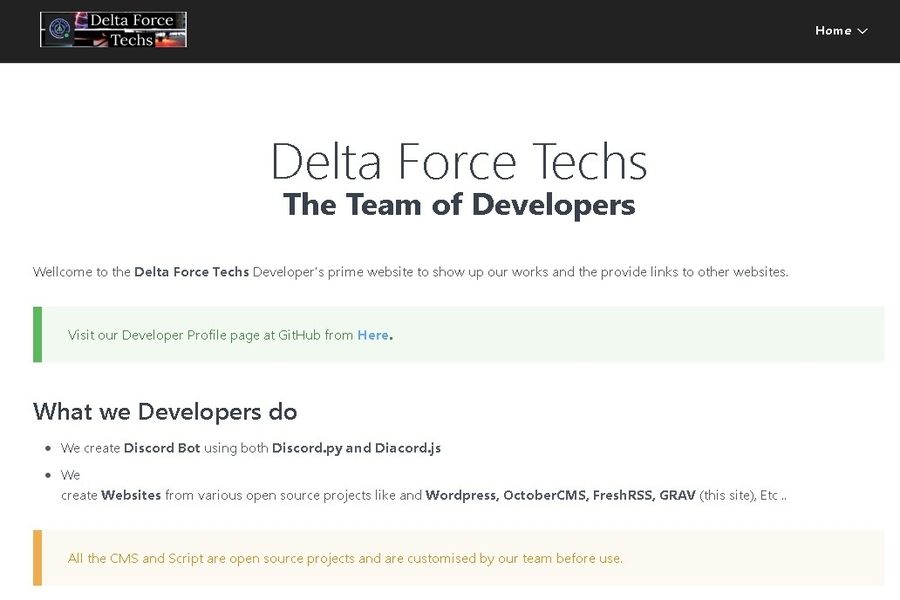 Delta Force
Techs
Home
Delta Force Techs
The Team of Developers
Wellcome to the Delta Force Techs Developer's prime website to show up our works and the provide links to other websites.
Visit our Developer Profile page at GitHub from Here.
What we Developers do
We create Discord Bot using both Discord.py and Diacord.js
We
create Websites from various open source projects like and Wordpress, OctoberCMS, FreshRSS, GRAV (this site), Etc ..
All the CMS and Script are open source projects and are customised by our team before use.